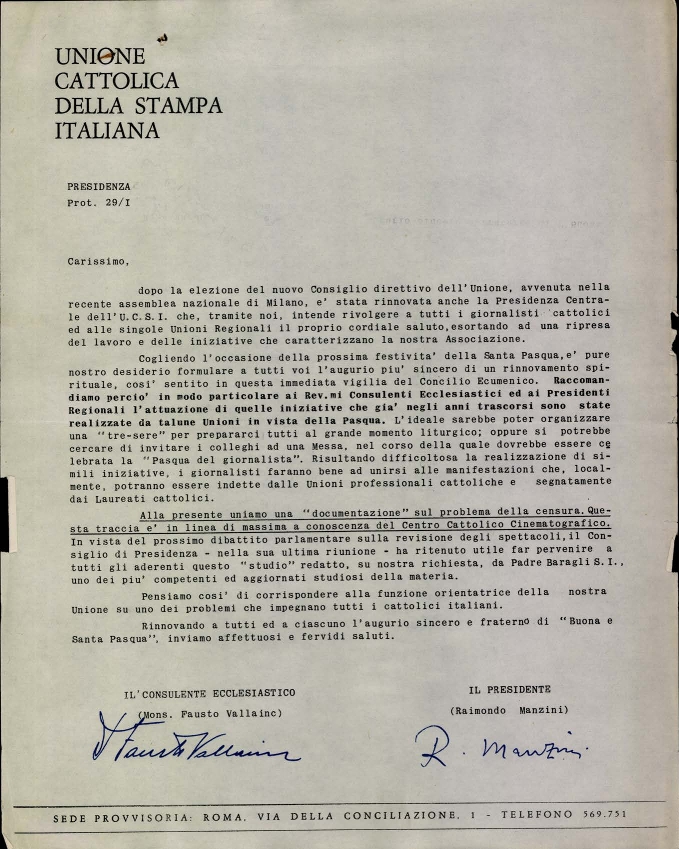 UNIONE
CATTOLICA
DELLA STAMPA
ITALIANA
PRESIDENZA
Prot. 29/I
Carissimo,
dopo la elezione del nuovo Consiglio direttivo dell'Unione, avvenuta nella
recente assemblea nazionale di Milano, e' stata rinnovata anche la Presidenza Centra-
le dell'U.C.S.I. che, tramite noi, intende rivolgere a tutti i giornalisti cattolici
ed alle singole Unioni Regionali il proprio cordiale saluto,esortando ad una ripresa
del lavoro e delle iniziative che caratterizzano la nostra Associazione.
Cogliendo l'occasione della prossima festivita' della Santa Pasqua,e' pure
nostro desiderio formulare a tutti voi l'augurio piu' sincero di un rinnovamento spi-
rituale, cosi' sentito in questa immediata vigilia del Concilio Ecumenico. Raccoman-
diamo percio' in modo particolare ai Rev.mi Consulenti Ecclesiastici ed ai Presidenti
Regionali l'attuazione di quelle iniziative che gia' negli anni trascorsi sono state
realizzate da talune Unioni in vista della Pasqua. L'ideale sarebbe poter organizzare
una "tre-sere" per prepararci tutti al grande momento liturgico; oppure si potrebbe
cercare di invitare i colleghi ad una Messa, nel corso della quale dovrebbe essere ce
lebrata la "Pasqua del giornalista". Risultando difficoltosa la realizzazione di si-
mili iniziative, i giornalisti faranno bene ad unirsi alle manifestazioni che, local-
mente, potranno essere indette dalle Unioni professionali cattoliche e segnatamente
dai Laureati cattolici.
Alla presente uniamo una "documentazione" sul problema della censura. Que-
sta traccia e' in linea di massima a conoscenza del Centro Cattolico Cinematografico.
In vista del prossimo dibattito parlamentare sulla revisione degli spettacoli,il Con-
siglio di Presidenza - nella sua ultima riunione - ha ritenuto utile far pervenire a
tutti gli aderenti questo "studio" redatto, su nostra richiesta, da Padre Baragli S.I.,
uno dei piu' competenti ed aggiornati studiosi della materia.
Pensiamo cosi' di corrispondere alla funzione orientatrice della nostra
Unione su uno dei problemi che impegnano tutti i cattolici italiani.
Rinnovando a tutti ed a ciascuno l'augurio sincero e fraterno di "Buona e
Santa Pasqua", inviamo affettuosi e fervidi saluti.
IL CONSULENTE ECCLESIASTICO
(Mons. Fausto Vallainc)
IL PRESIDENTE
(Raimondo Manzini)
Fausto Vallainc
R. Manzini
SEDE PROVVISORIA: ROMA, VIA DELLA CONCILIAZIONE, 1 - TELEFONO 569.751